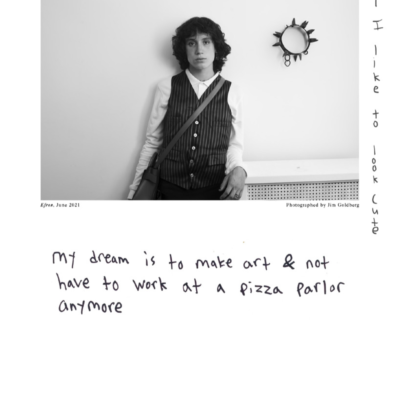 June 2021
Photographed by Jim Goldberg
my dream is to make art & not
have to work at a pizza parlor
anymore
I like to look cute